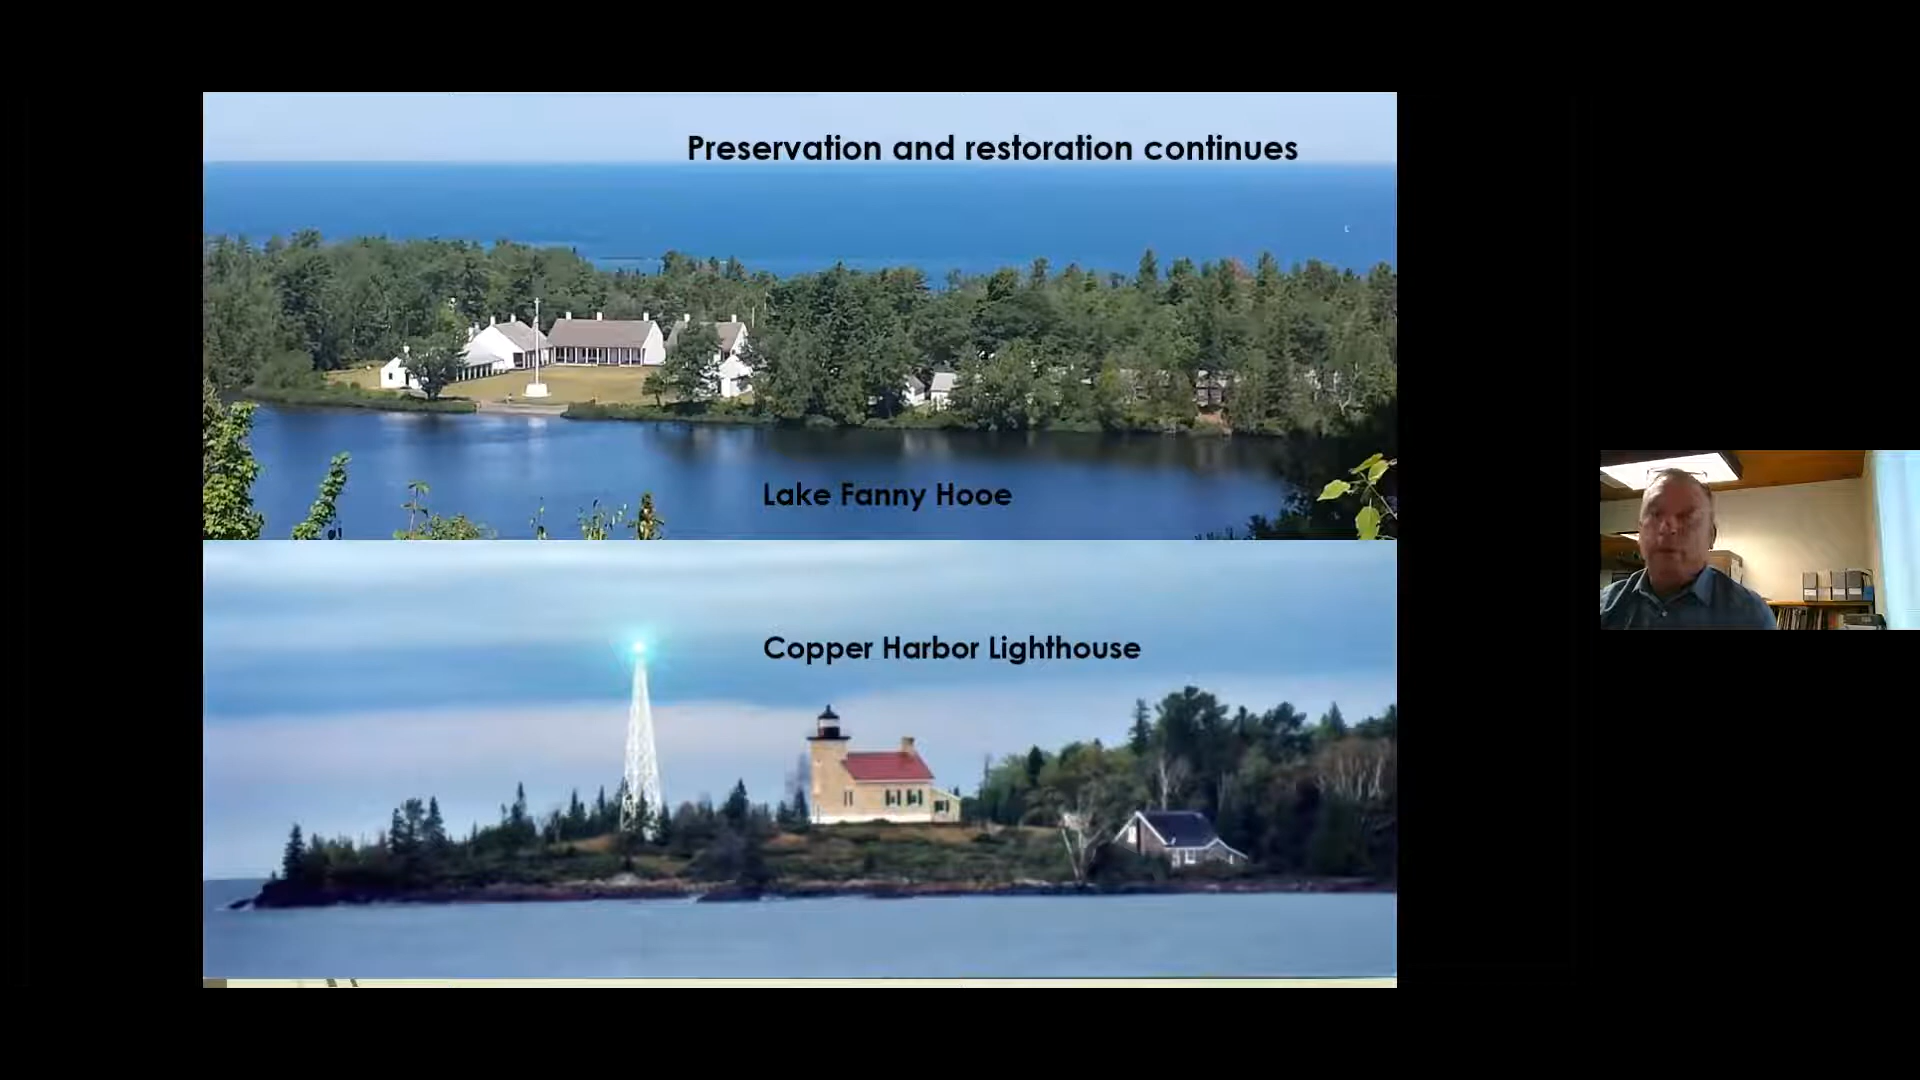 Preservation and restoration continues
Lake Fanny Hooe
Copper Harbor Lighthouse